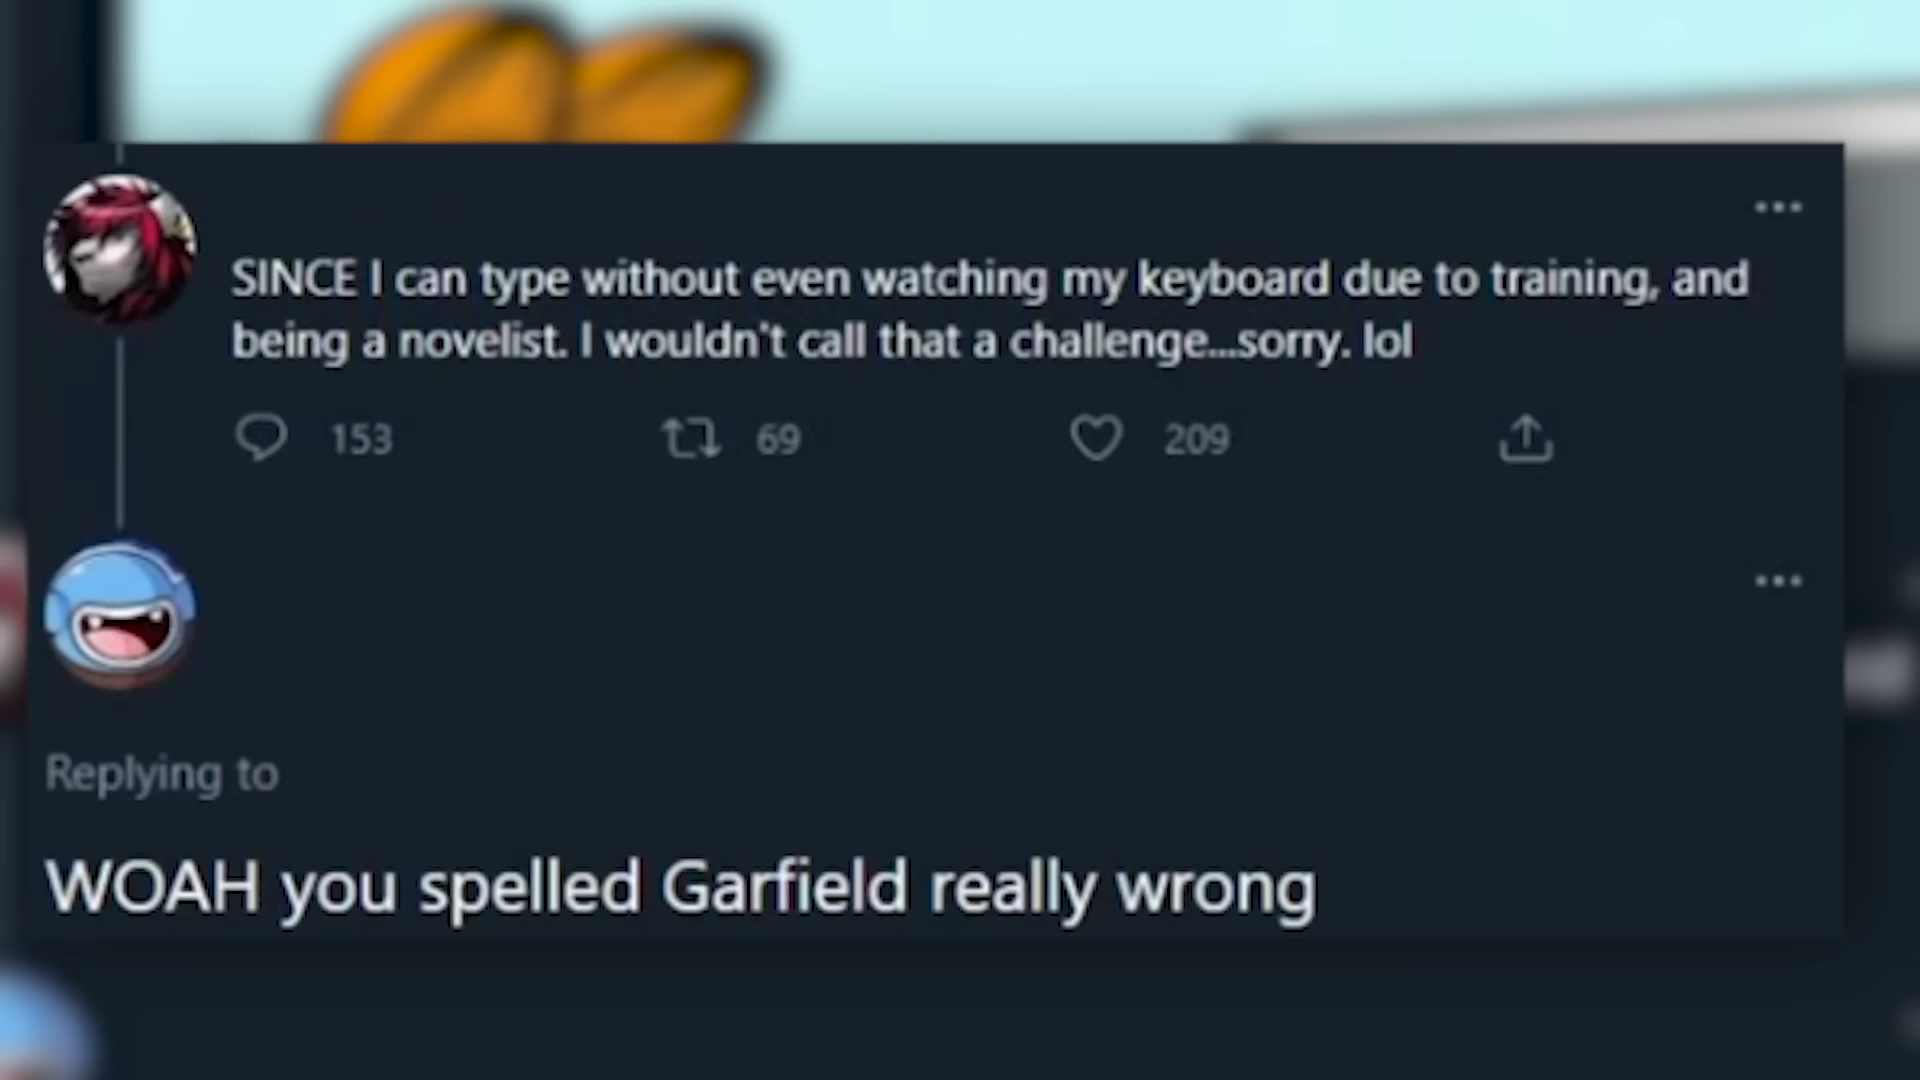 SINCE I can type without even watching my keyboard due to training, and
being a novelist. I wouldn't call that a challenge...sorry. lol
153 69 209
Replying to
WOAH you spelled Garfield really wrong